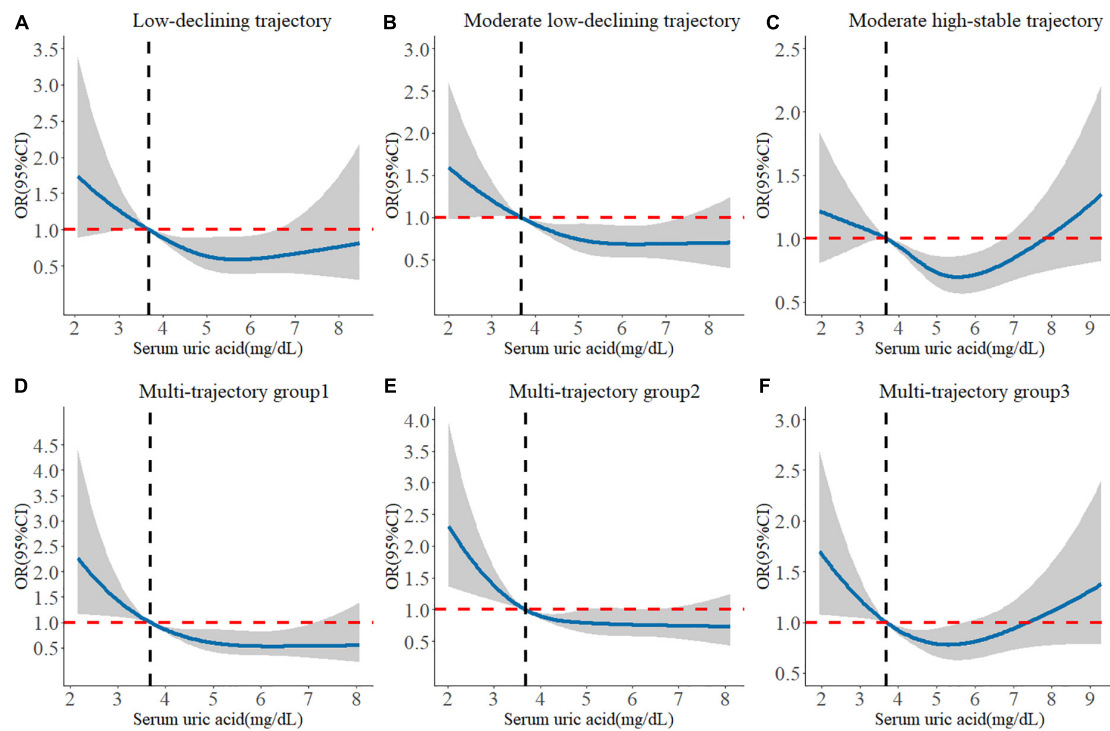 A Low-declining trajectory
B Moderate low-declining trajectory
C Moderate high-stable trajectory
OR(95%CI)
3.5
3.0
2.5
2.0
1.5
1.0
0.5
2 3 4 5 6 7 8
Serum uric acid(mg/dL)
OR(95%CI)
3.0
2.5
2.0
1.5
1.0
0.5
2 3 4 5 6 7 8
Serum uric acid(mg/dL)
OR(95%CI)
2.5
2.0
1.5
1.0
0.5
2 3 4 5 6 7 8 9
Serum uric acid(mg/dL)
D Multi-trajectory group1
E Multi-trajectory group2
F Multi-trajectory group3
OR(95%CI)
4.5
4.0
3.5
3.0
2.5
2.0
1.5
1.0
0.5
2 3 4 5 6 7 8
Serum uric acid(mg/dL)
OR(95%CI)
4.0
3.5
3.0
2.5
2.0
1.5
1.0
0.5
2 3 4 5 6 7 8
Serum uric acid(mg/dL)
OR(95%CI)
3.0
2.5
2.0
1.5
1.0
0.5
2 3 4 5 6 7 8 9
Serum uric acid(mg/dL)